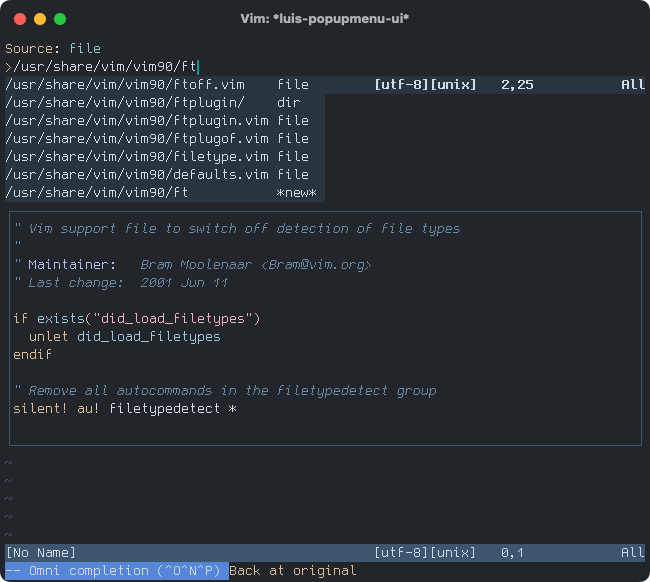 Vim: *luis-popupmenu-ui*
Source: file
>/usr/share/vim/vim90/ft
/usr/share/vim/vim90/ftoff.vim    file        [utf-8][unix]   2,25           All
/usr/share/vim/vim90/ftplugin/    dir
/usr/share/vim/vim90/ftplugin.vim file
/usr/share/vim/vim90/ftplugof.vim file
/usr/share/vim/vim90/filetype.vim file
/usr/share/vim/vim90/defaults.vim file
/usr/share/vim/vim90/ft           *new*
" Vim support file to switch off detection of file types
"
" Maintainer:   Bram Moolenaar <Bram@vim.org>
" Last change:  2001 Jun 11
if exists("did_load_filetypes")
  unlet did_load_filetypes
endif
" Remove all autocommands in the filetypedetect group
silent! au! filetypedetect *
~
~
~
~
~
[No Name]                                     [utf-8][unix]   0,1            All
-- Omni completion (^O^N^P) Back at original